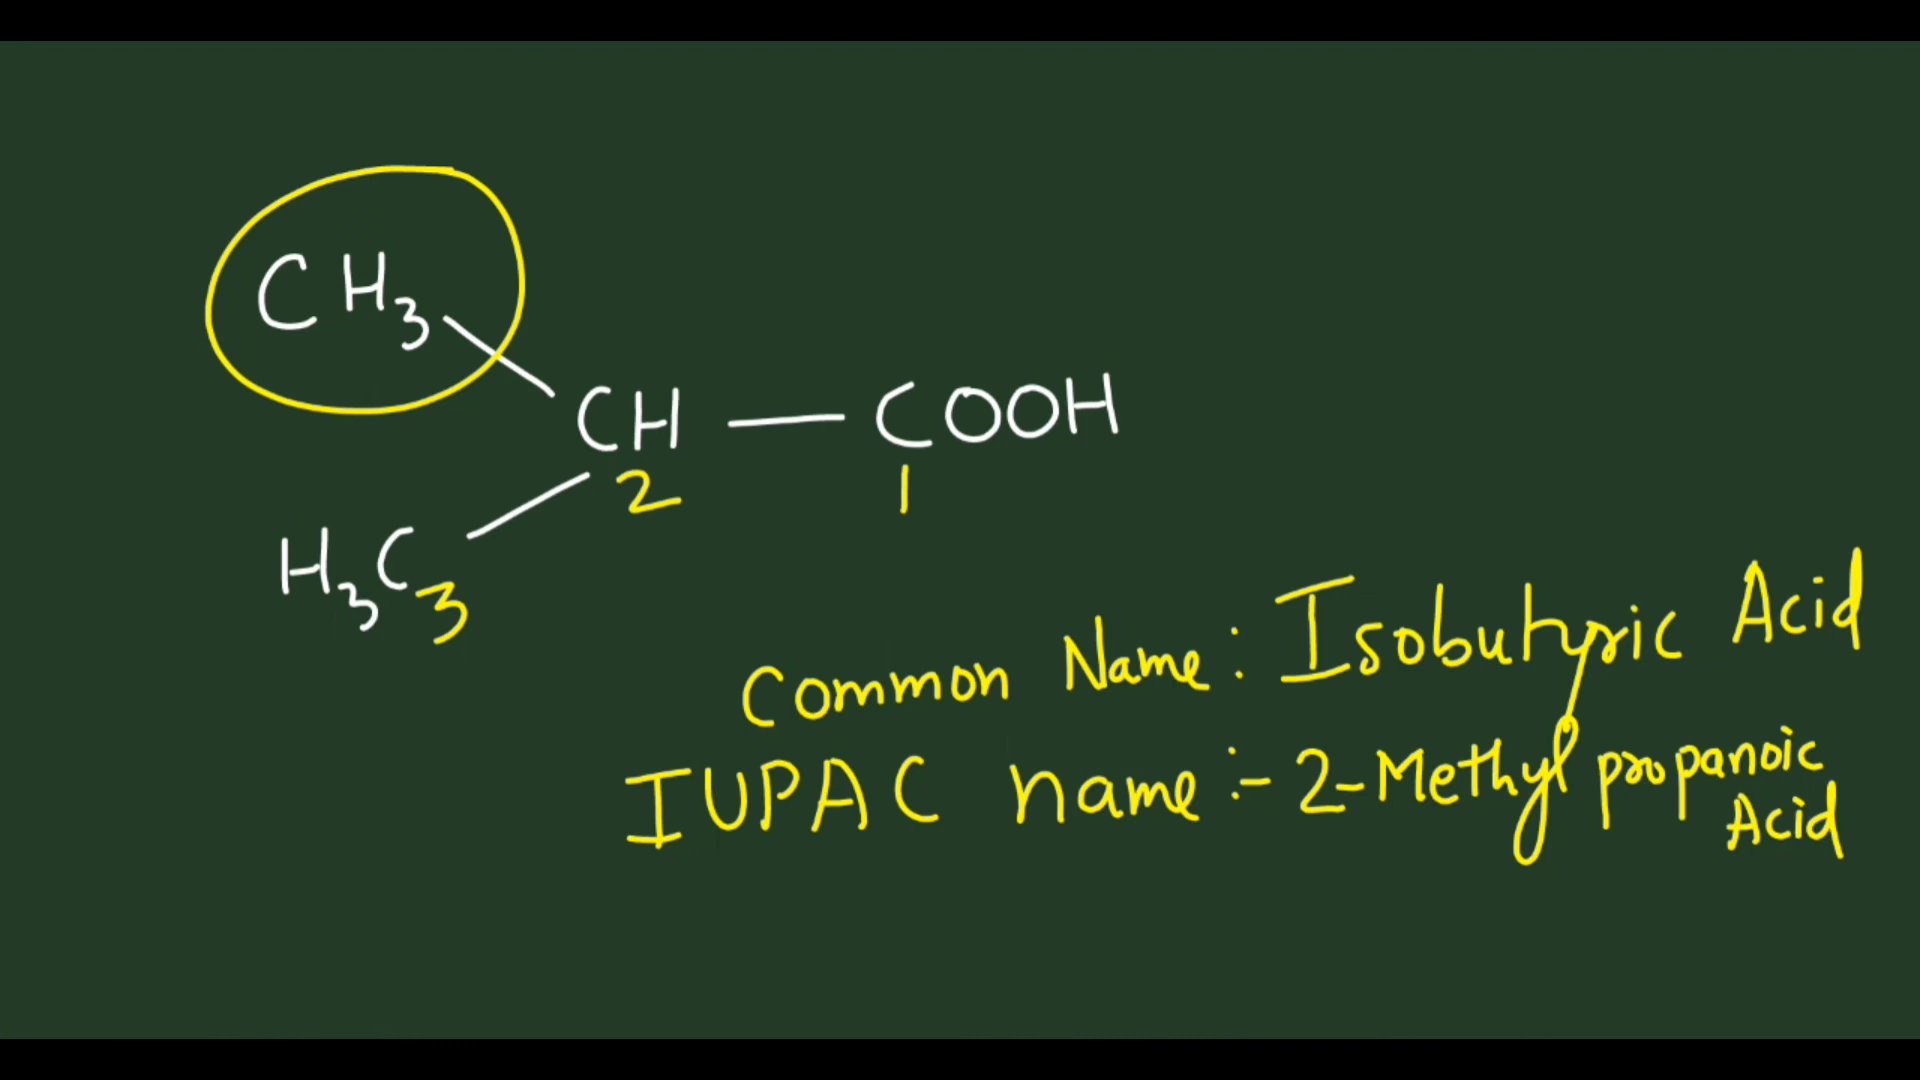 CH3
CH — COOH
2 1
H3C
3
Common Name: Isobutyric Acid
IUPAC name:- 2-Methyl propanoic
Acid